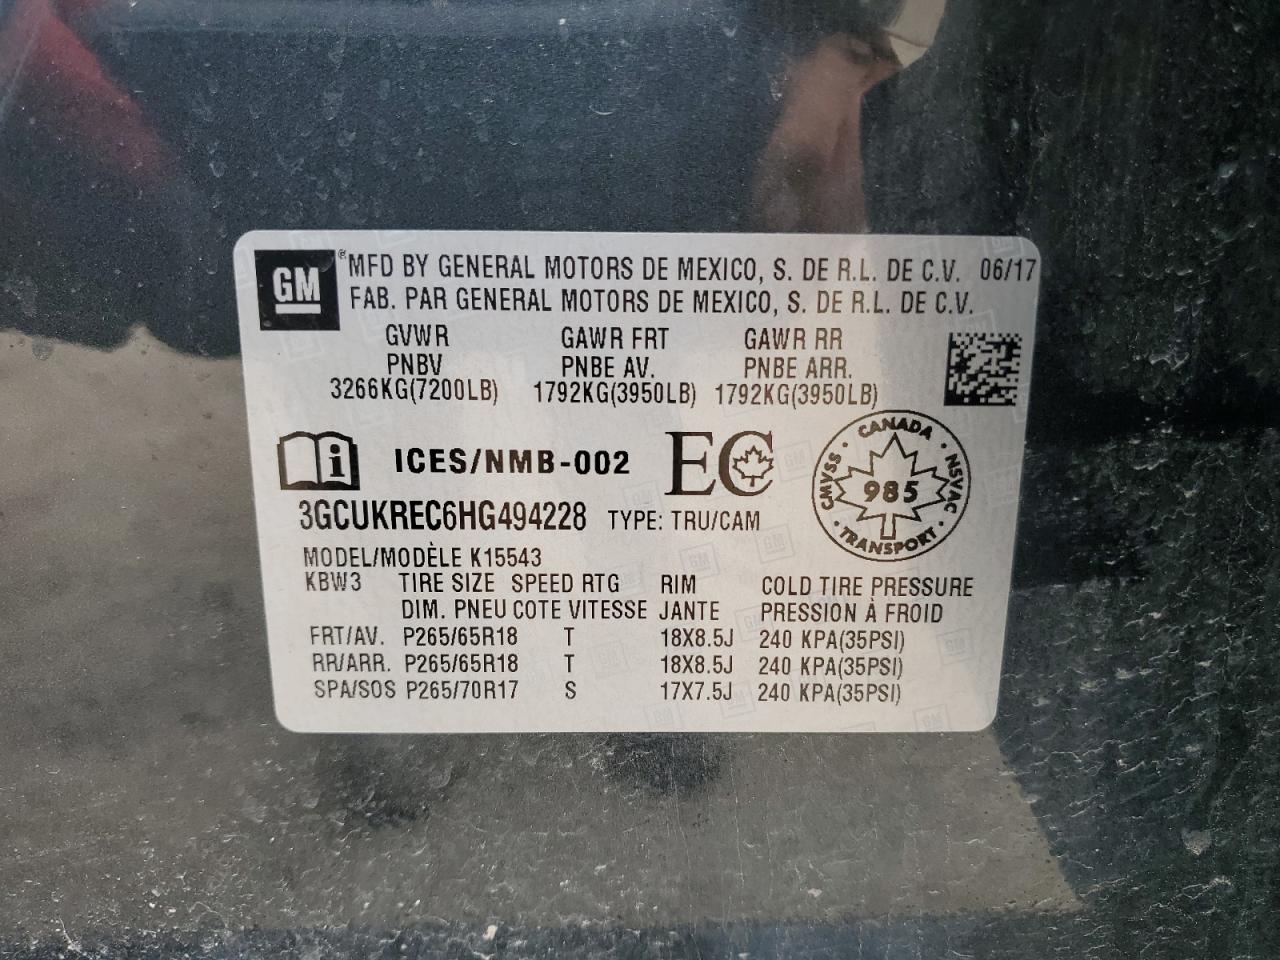 GM® MFD BY GENERAL MOTORS DE MEXICO, S. DE R.L. DE C.V. 06/17
FAB. PAR GENERAL MOTORS DE MEXICO, S. DE R.L. DE C.V.
GVWR GAWR FRT GAWR RR
PNBV PNBE AV. PNBE ARR.
3266KG(7200LB) 1792KG(3950LB) 1792KG(3950LB)
i ICES/NMB-002 EC
CANADA CMVSS 985 NSVAC TRANSPORT
3GCUKREC6HG494228 TYPE: TRU/CAM
MODEL/MODÈLE K15543
KBW3 TIRE SIZE SPEED RTG RIM COLD TIRE PRESSURE
DIM. PNEU COTE VITESSE JANTE PRESSION À FROID
FRT/AV. P265/65R18 T 18X8.5J 240 KPA(35PSI)
RR/ARR. P265/65R18 T 18X8.5J 240 KPA(35PSI)
SPA/SOS P265/70R17 S 17X7.5J 240 KPA(35PSI)